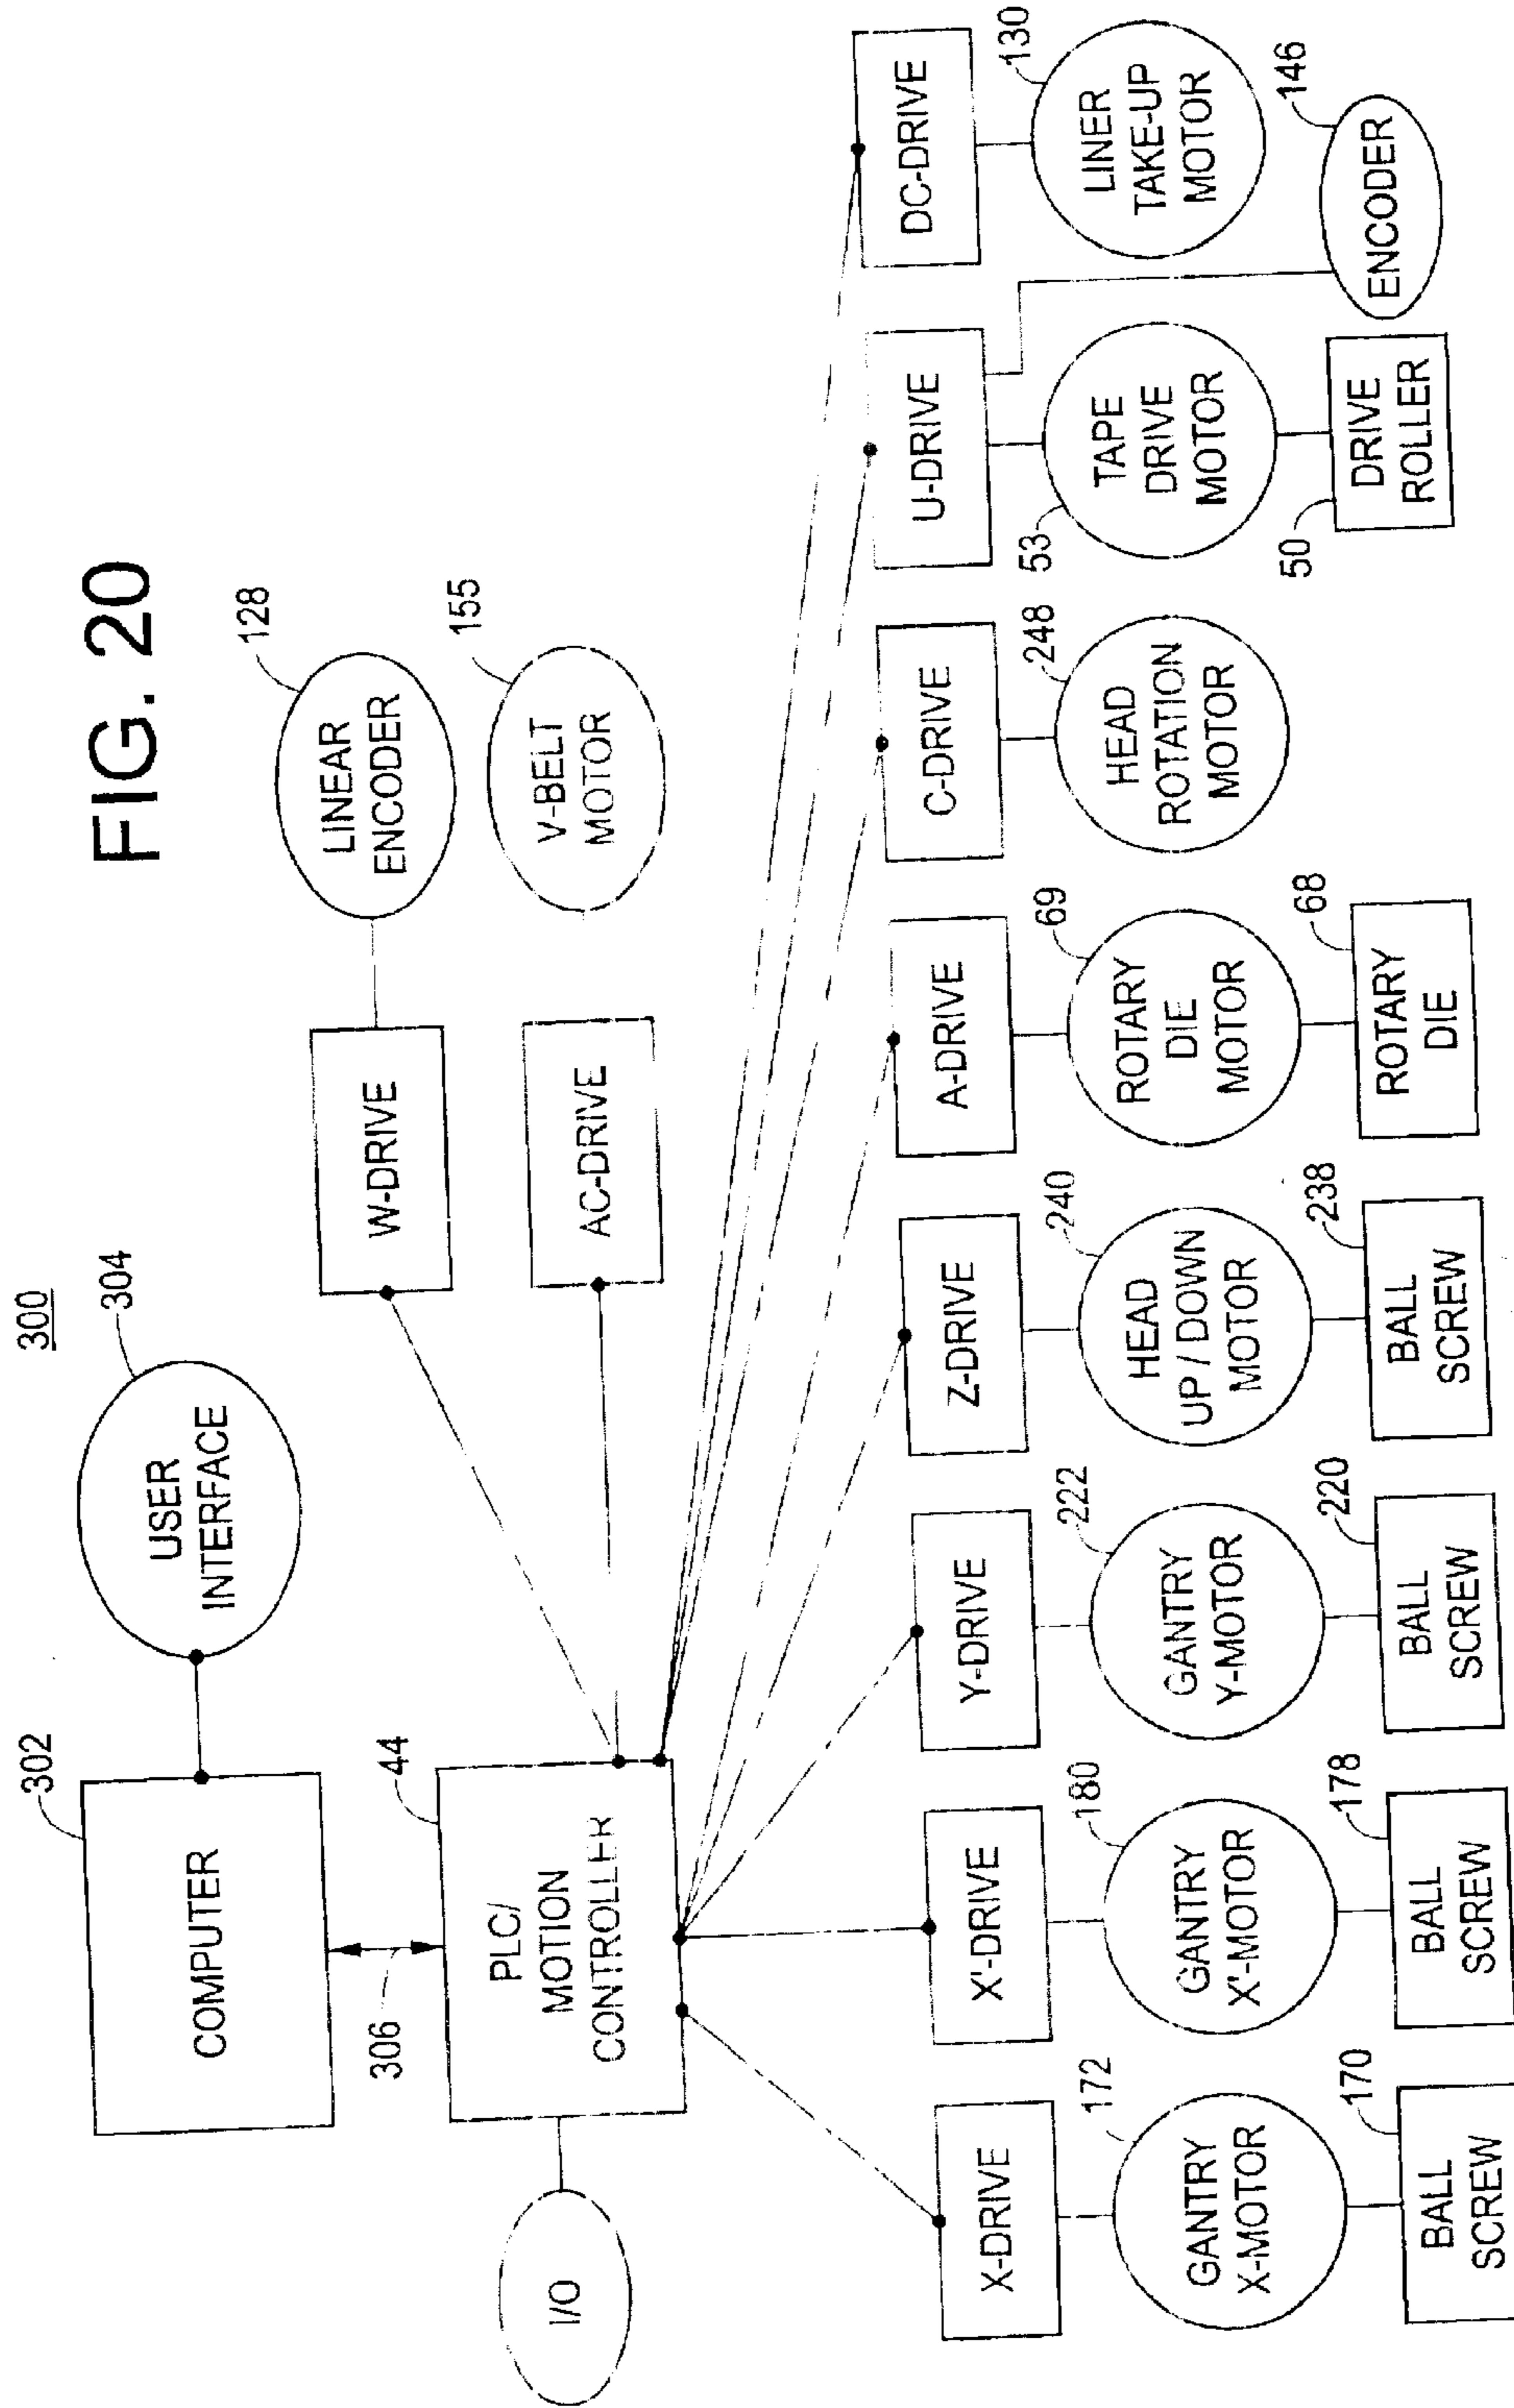 FIG. 20
300
302
COMPUTER
304
USER
INTERFACE
306
44
PLC/
MOTION
CONTROLLER
I/O
W-DRIVE
128
LINEAR
ENCODER
AC-DRIVE
155
V-BELT
MOTOR
X-DRIVE
172
GANTRY
X-MOTOR
170
BALL
SCREW
X'-DRIVE
180
GANTRY
X'-MOTOR
178
BALL
SCREW
Y-DRIVE
222
GANTRY
Y-MOTOR
220
BALL
SCREW
Z-DRIVE
240
HEAD
UP / DOWN
MOTOR
238
BALL
SCREW
A-DRIVE
69
ROTARY
DIE
MOTOR
68
ROTARY
DIE
C-DRIVE
248
HEAD
ROTATION
MOTOR
U-DRIVE
53
TAPE
DRIVE
MOTOR
50
DRIVE
ROLLER
DC-DRIVE
130
LINER
TAKE-UP
MOTOR
146
ENCODER